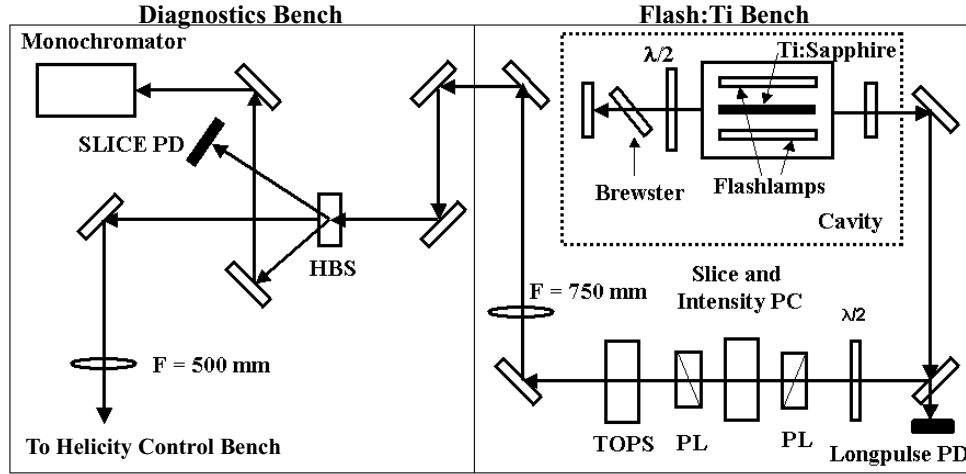 Diagnostics Bench
Flash:Ti Bench
Monochromator
SLICE PD
HBS
F = 500 mm
To Helicity Control Bench
λ/2
Ti:Sapphire
Brewster
Flashlamps
Cavity
F = 750 mm
Slice and
Intensity PC
λ/2
TOPS
PL
PL
Longpulse PD